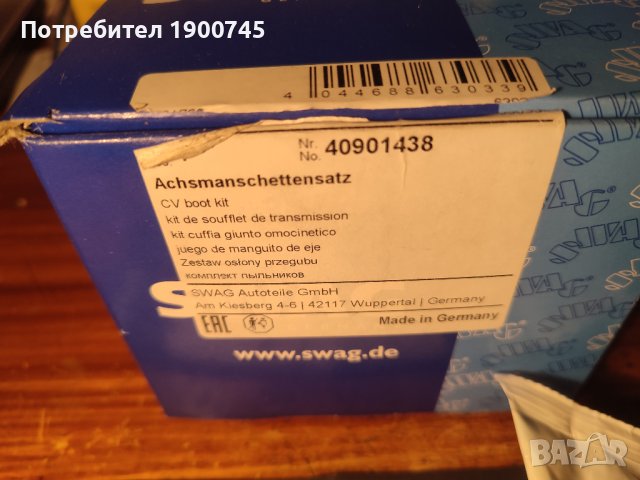 Потребител 1900745
4 044688 630339
Nr.
No. 40901438
Achsmanschettensatz
CV boot kit
kit de soufflet de transmission
kit cuffia giunto omocinetico
juego de manguito de eje
Zestaw osłony przegubu
комплект пыльников
SWAG Autoteile GmbH
Am Kiesberg 4-6 | 42117 Wuppertal | Germany
EAC
Made in Germany
www.swag.de
SWAG
BAZAR